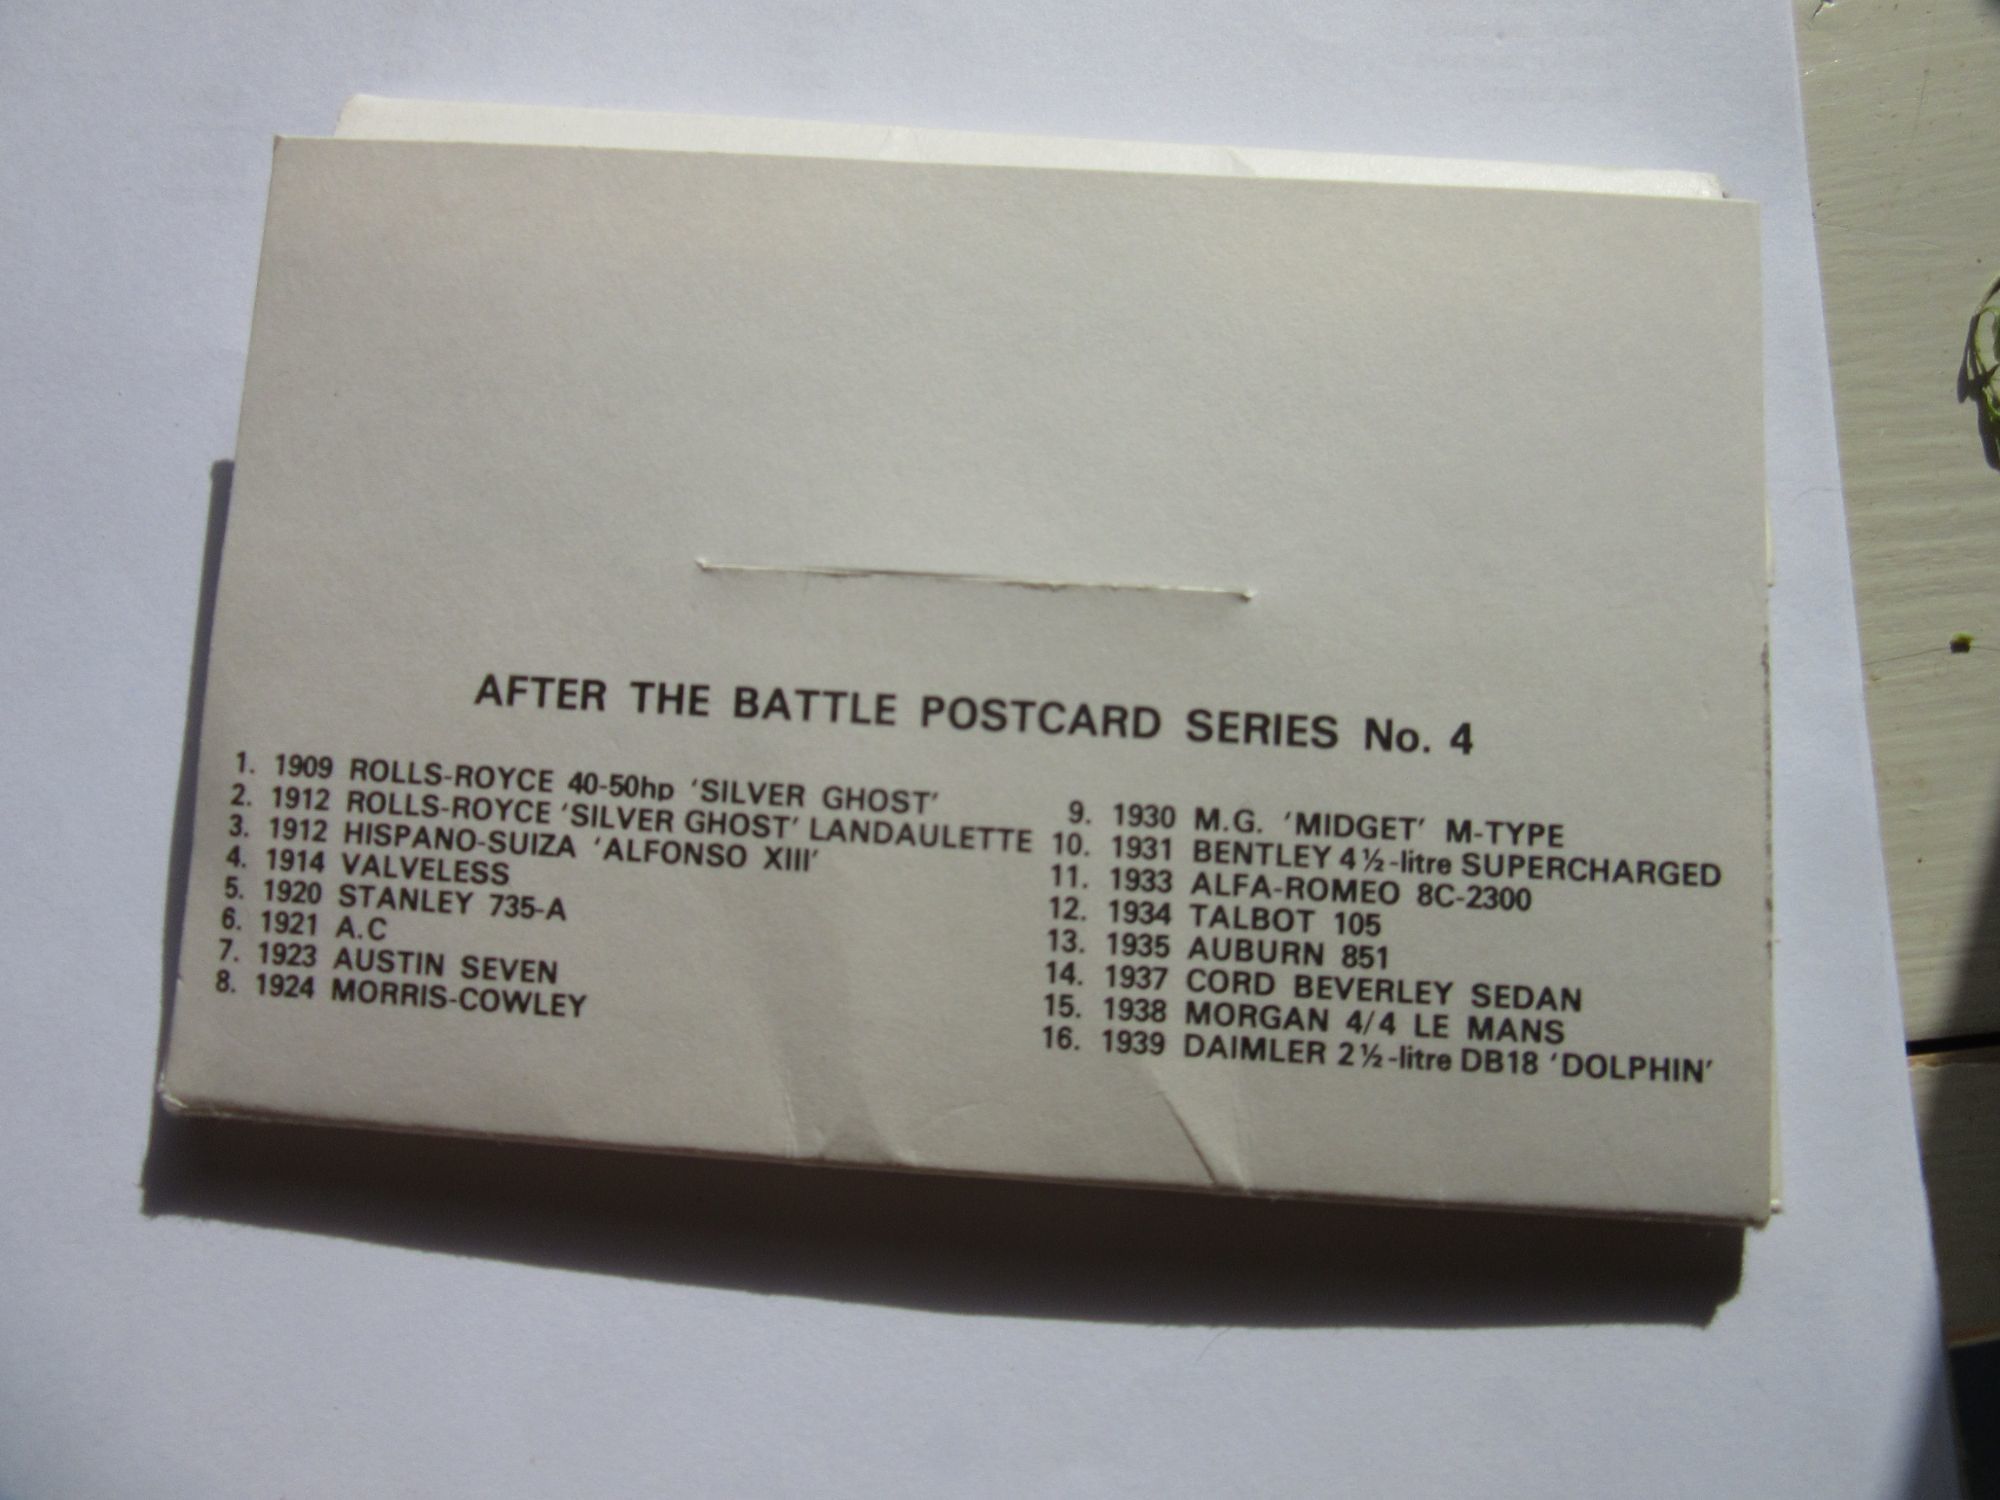 AFTER THE BATTLE POSTCARD SERIES No. 4
1. 1909 ROLLS-ROYCE 40-50hp 'SILVER GHOST'
2. 1912 ROLLS-ROYCE 'SILVER GHOST' LANDAULETTE
3. 1912 HISPANO-SUIZA 'ALFONSO XIII'
4. 1914 VALVELESS
5. 1920 STANLEY 735-A
6. 1921 A.C
7. 1923 AUSTIN SEVEN
8. 1924 MORRIS-COWLEY
9. 1930 M.G. 'MIDGET' M-TYPE
10. 1931 BENTLEY 4½-litre SUPERCHARGED
11. 1933 ALFA-ROMEO 8C-2300
12. 1934 TALBOT 105
13. 1935 AUBURN 851
14. 1937 CORD BEVERLEY SEDAN
15. 1938 MORGAN 4/4 LE MANS
16. 1939 DAIMLER 2½-litre DB18 'DOLPHIN'